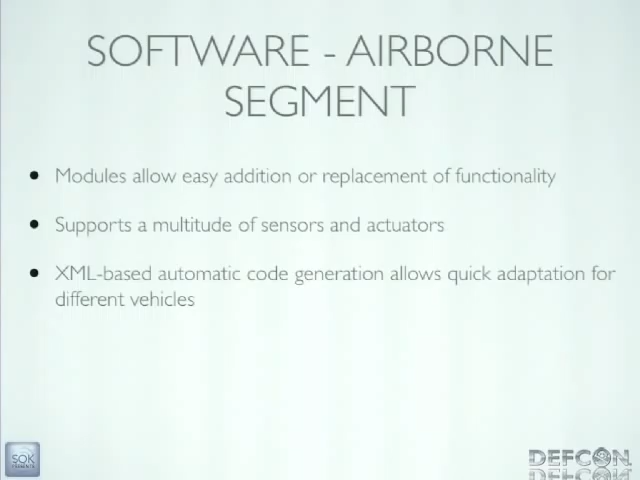 SOFTWARE - AIRBORNE
SEGMENT
• Modules allow easy addition or replacement of functionality
• Supports a multitude of sensors and actuators
• XML-based automatic code generation allows quick adaptation for
different vehicles
SOK
DEFCON